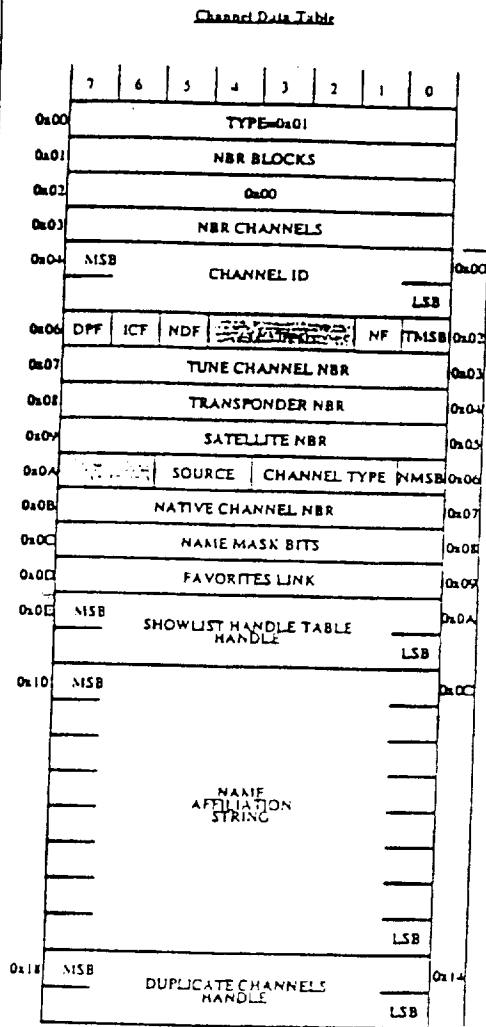 Channel Data Table
7 6 5 4 3 2 1 0
0x00 TYPE=0x01
0x01 NBR BLOCKS
0x02 0x00
0x03 NBR CHANNELS
0x04 MSB CHANNEL ID 0x00
LSB
0x06 DPF ICF NDF NF TMSB 0x02
0x07 TUNE CHANNEL NBR 0x03
0x08 TRANSPONDER NBR 0x04
0x09 SATELLITE NBR 0x05
0x0A SOURCE CHANNEL TYPE NMSB 0x06
0x0B NATIVE CHANNEL NBR 0x07
0x0C NAME MASK BITS 0x08
0x0D FAVORITES LINK 0x09
0x0E MSB SHOWLIST HANDLE TABLE 0x0A
HANDLE
LSB
0x10 MSB 0x0C
NAME
AFFILIATION
STRING
LSB
0x18 MSB 0x14
DUPLICATE CHANNELS
HANDLE
LSB